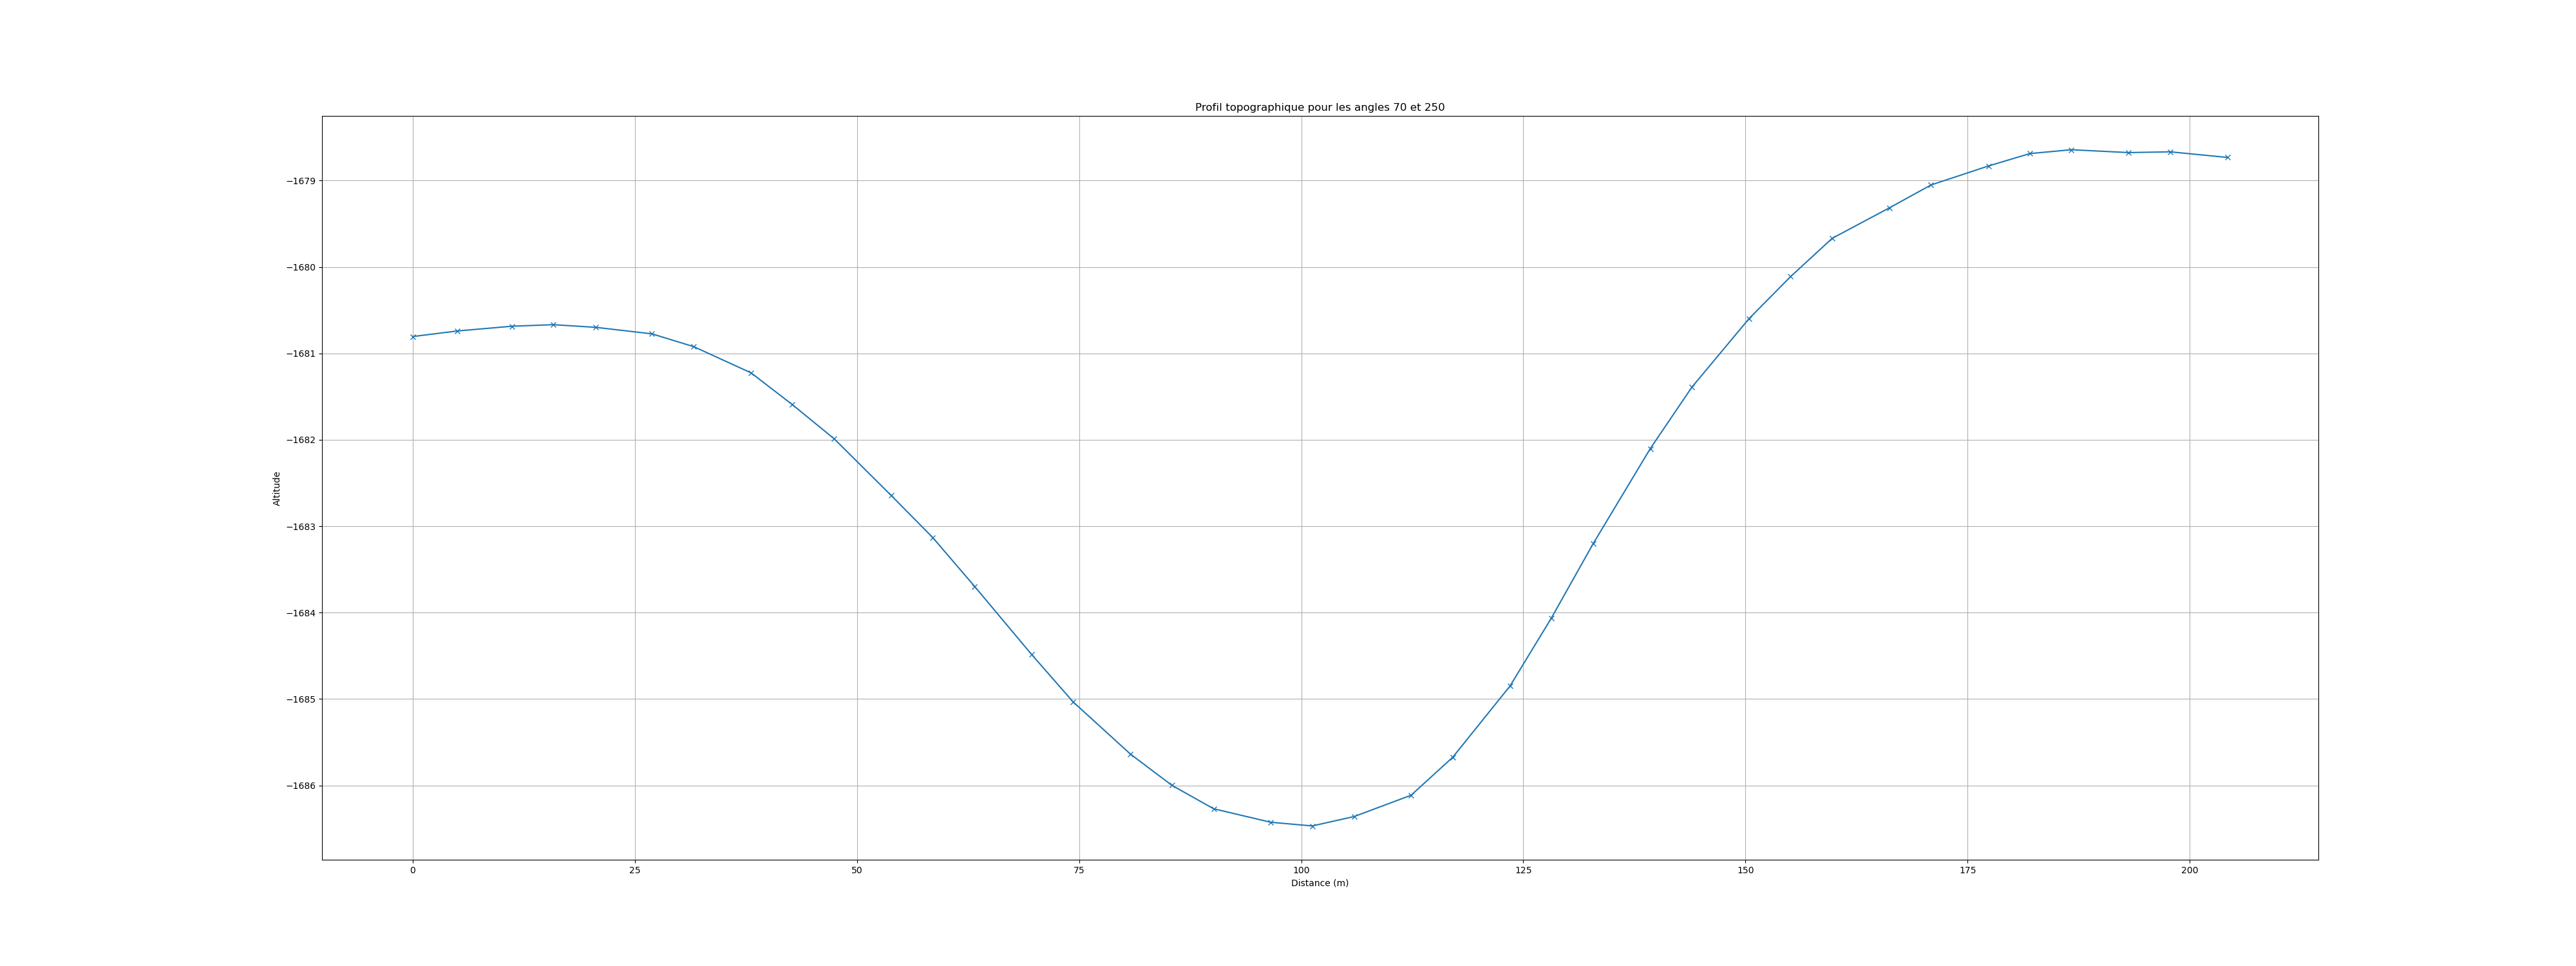 Profil topographique pour les angles 70 et 250
−1679
−1680
−1681
−1682
−1683
−1684
−1685
−1686
Altitude
0 25 50 75 100 125 150 175 200
Distance (m)